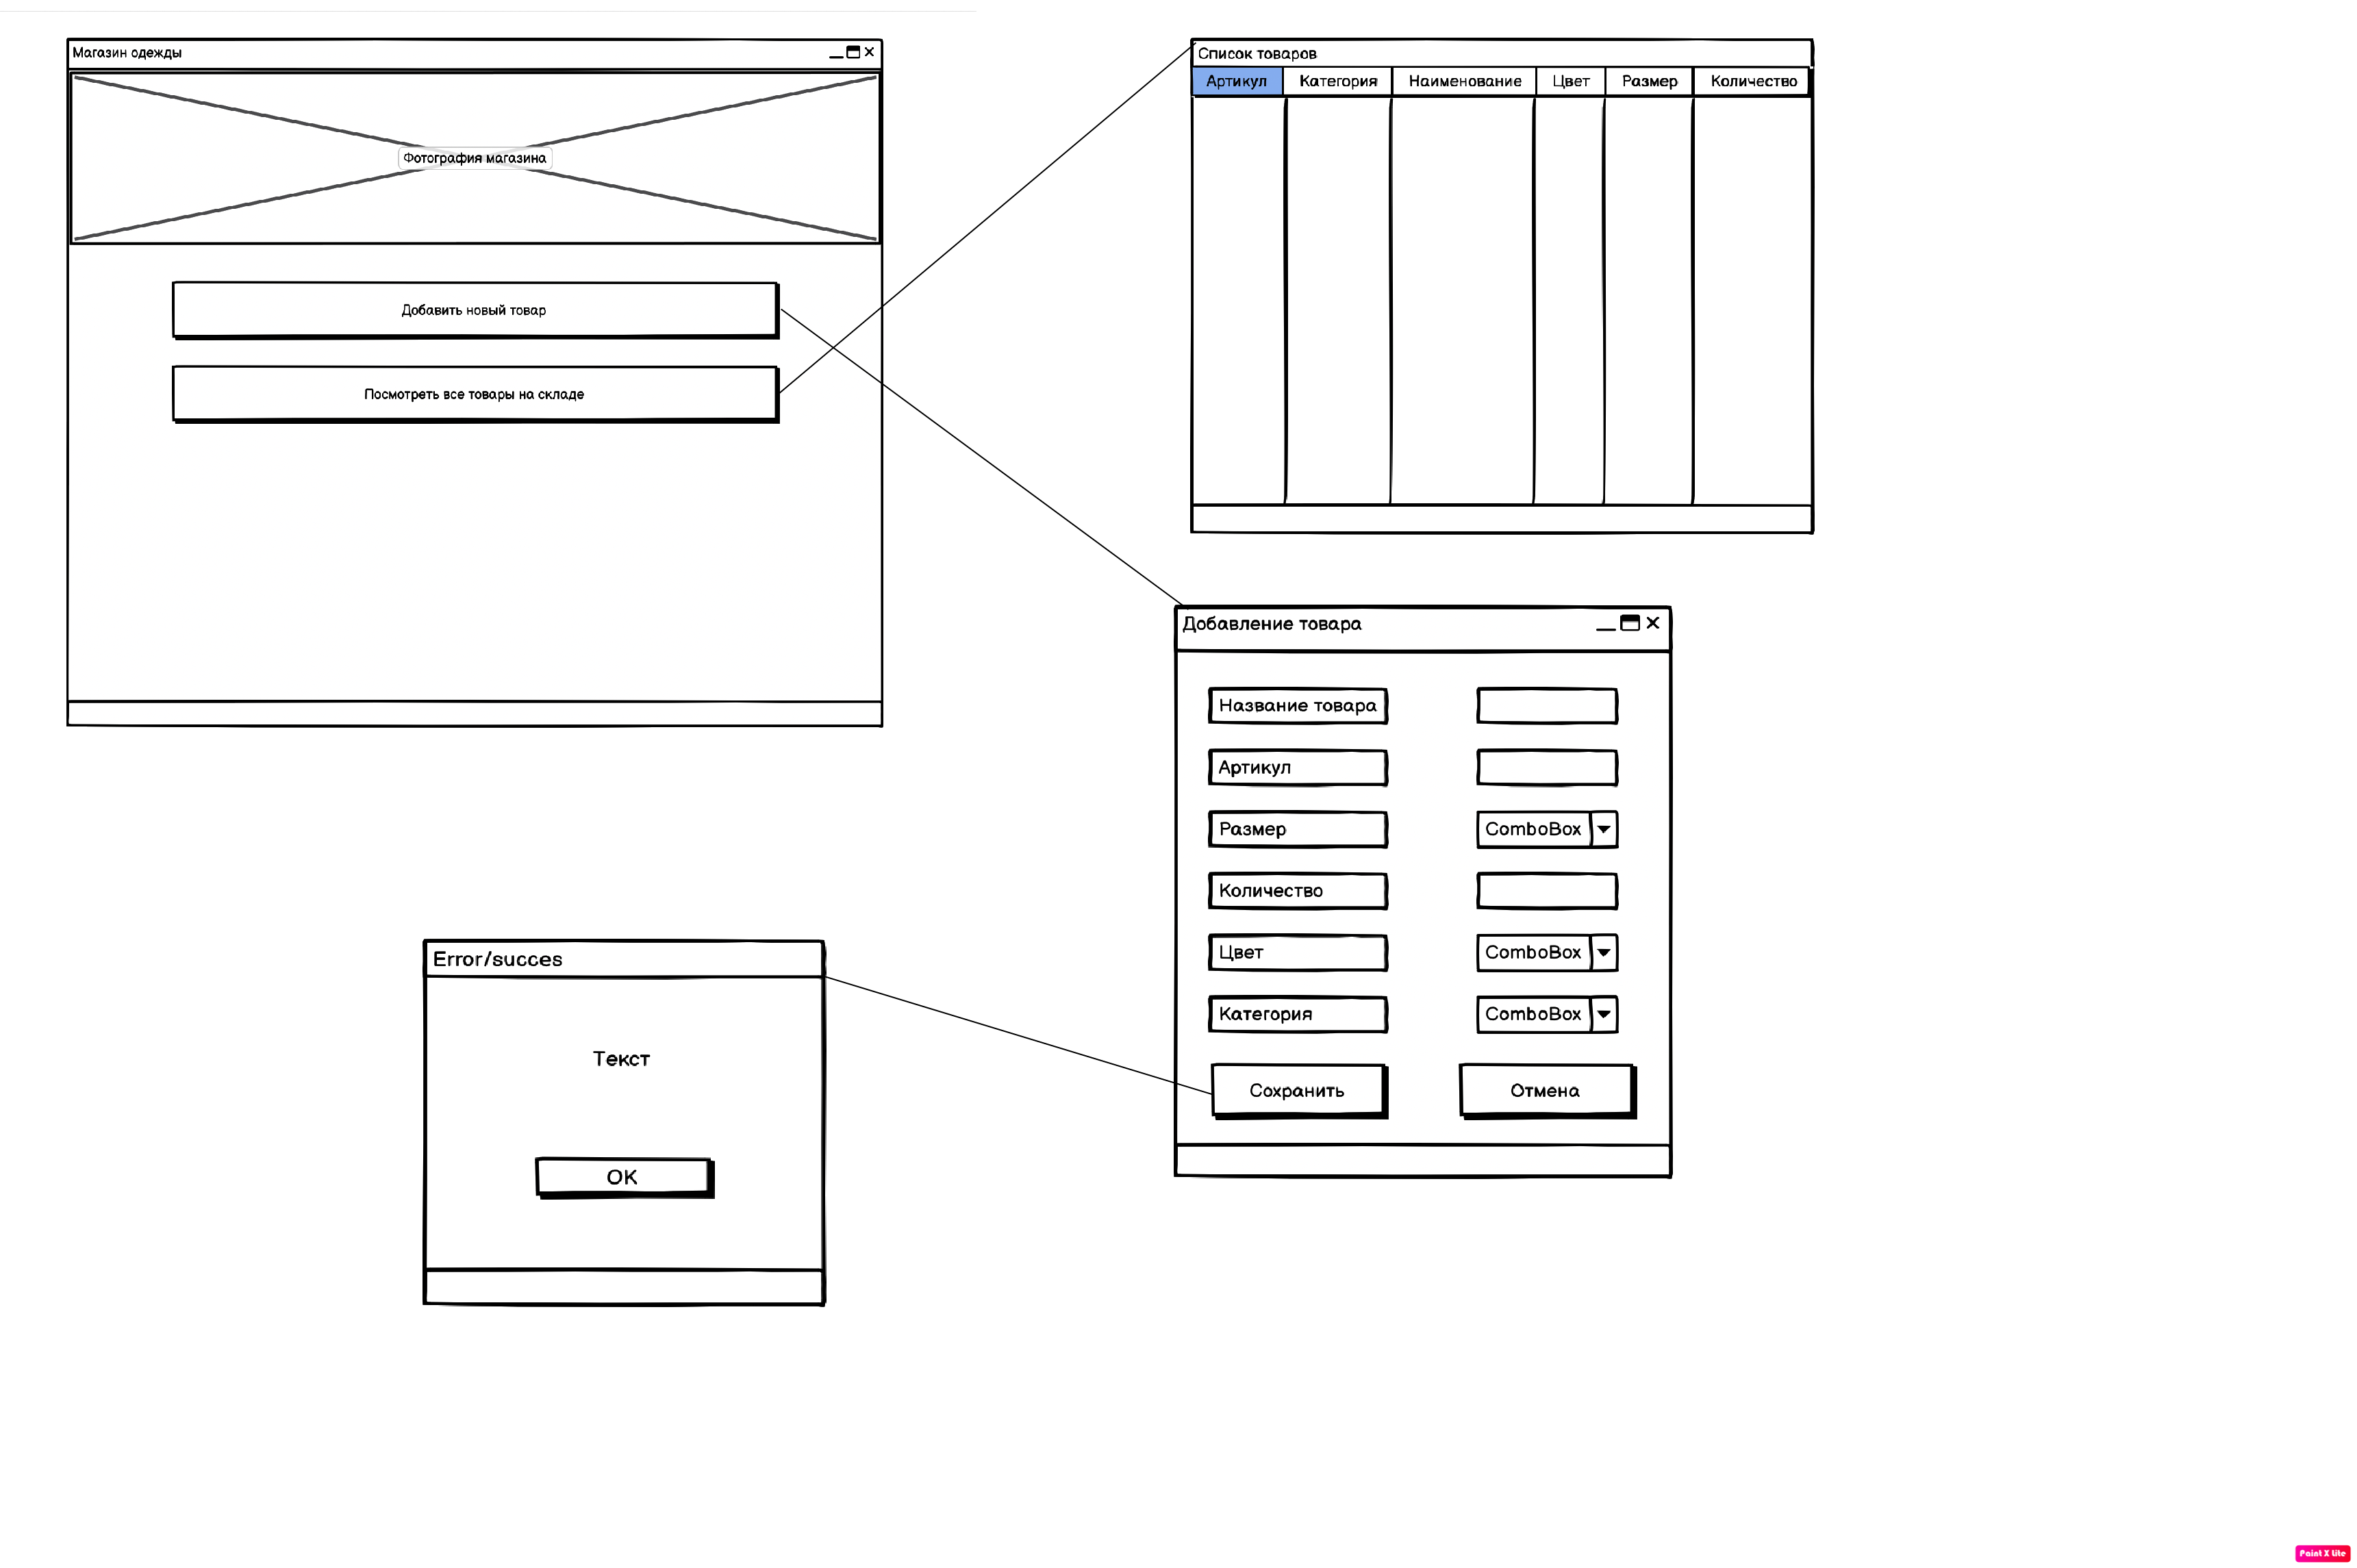 Магазин одежды
Фотография магазина
Добавить новый товар
Посмотреть все товары на складе
Список товаров
Артикул Категория Наименование Цвет Размер Количество
Добавление товара
Название товара
Артикул
Размер ComboBox
Количество
Цвет ComboBox
Категория ComboBox
Сохранить Отмена
Error/succes
Текст
OK
Paint X Lite